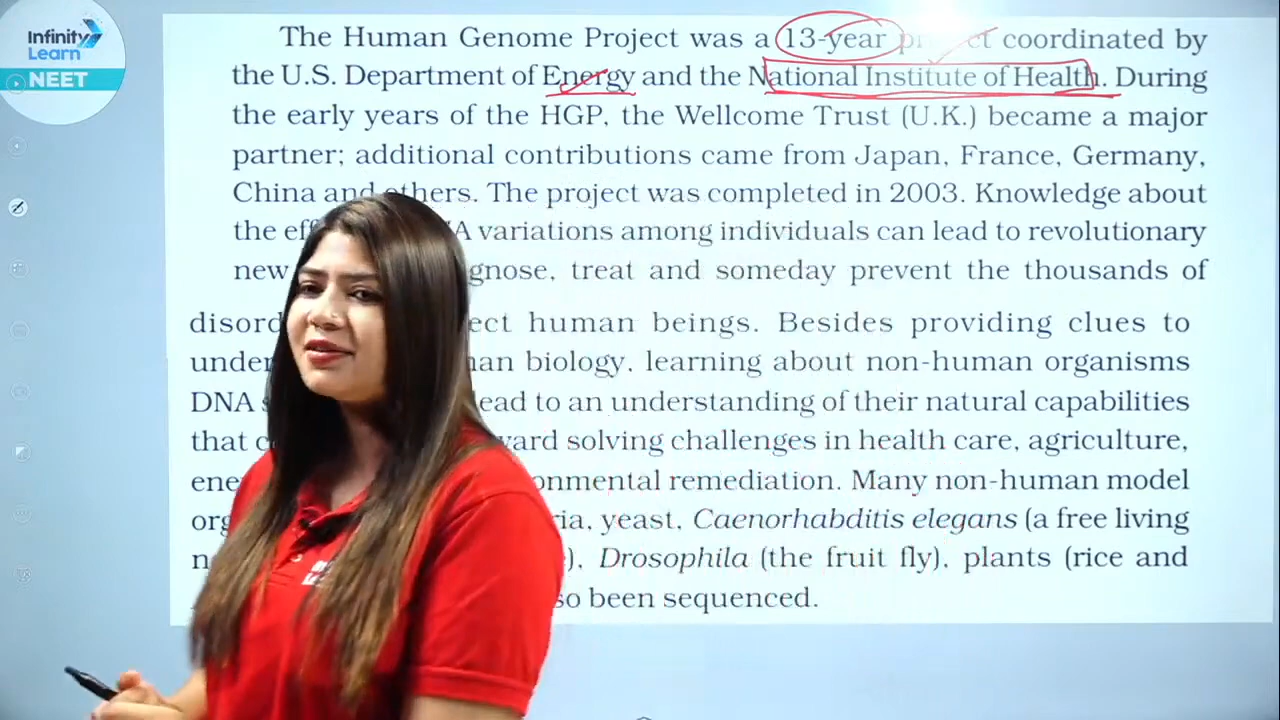 Infinity
Learn
NEET
The Human Genome Project was a 13-year project coordinated by
the U.S. Department of Energy and the National Institute of Health. During
the early years of the HGP, the Wellcome Trust (U.K.) became a major
partner; additional contributions came from Japan, France, Germany,
China and others. The project was completed in 2003. Knowledge about
the eff A variations among individuals can lead to revolutionary
new gnose, treat and someday prevent the thousands of
disord ect human beings. Besides providing clues to
under an biology, learning about non-human organisms
DNA lead to an understanding of their natural capabilities
that ward solving challenges in health care, agriculture,
ene onmental remediation. Many non-human model
org ria, yeast, Caenorhabditis elegans (a free living
n ), Drosophila (the fruit fly), plants (rice and
so been sequenced.